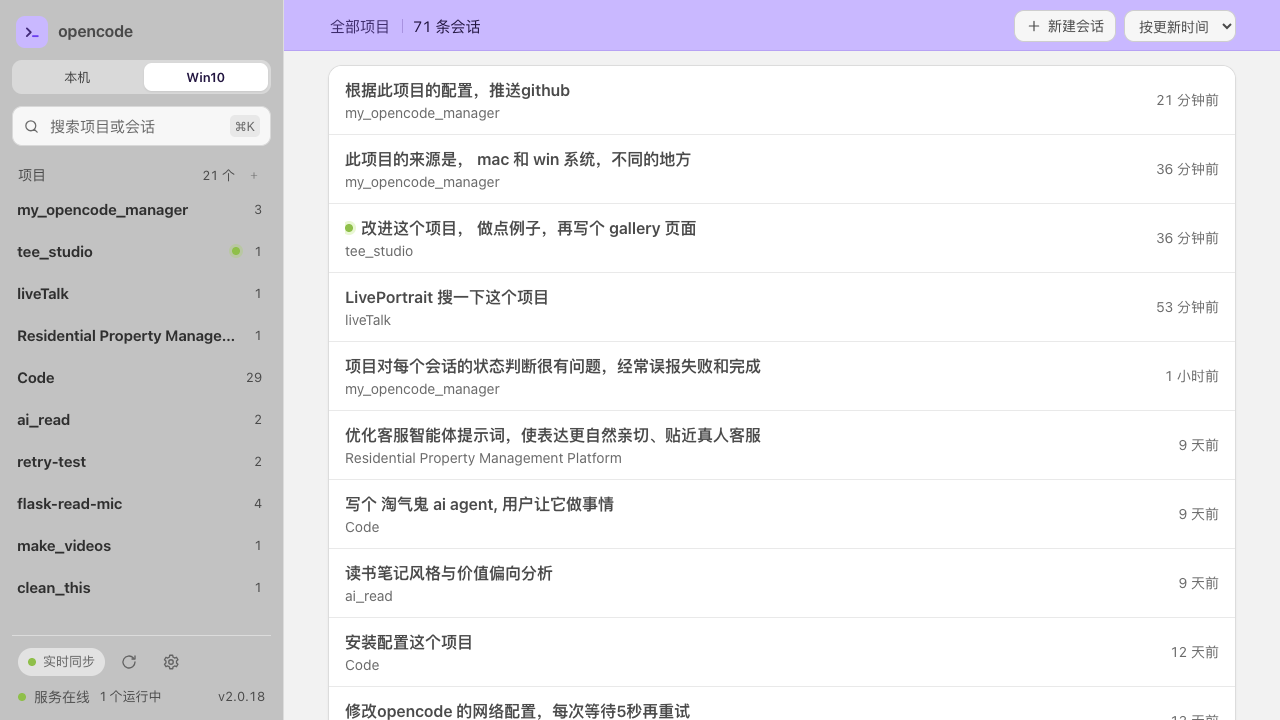 opencode
本机
Win10
搜索项目或会话
⌘K
项目
21 个
+
my_opencode_manager
3
tee_studio
1
liveTalk
1
Residential Property Manage...
1
Code
29
ai_read
2
retry-test
2
flask-read-mic
4
make_videos
1
clean_this
1
实时同步
服务在线 1 个运行中
v2.0.18
全部项目
71 条会话
+ 新建会话
按更新时间
根据此项目的配置，推送github
my_opencode_manager
21 分钟前
此项目的来源是， mac 和 win 系统，不同的地方
my_opencode_manager
36 分钟前
改进这个项目， 做点例子，再写个 gallery 页面
tee_studio
36 分钟前
LivePortrait 搜一下这个项目
liveTalk
53 分钟前
项目对每个会话的状态判断很有问题，经常误报失败和完成
my_opencode_manager
1 小时前
优化客服智能体提示词，使表达更自然亲切、贴近真人客服
Residential Property Management Platform
9 天前
写个 淘气鬼 ai agent, 用户让它做事情
Code
9 天前
读书笔记风格与价值偏向分析
ai_read
9 天前
安装配置这个项目
Code
12 天前
修改opencode 的网络配置，每次等待5秒再重试